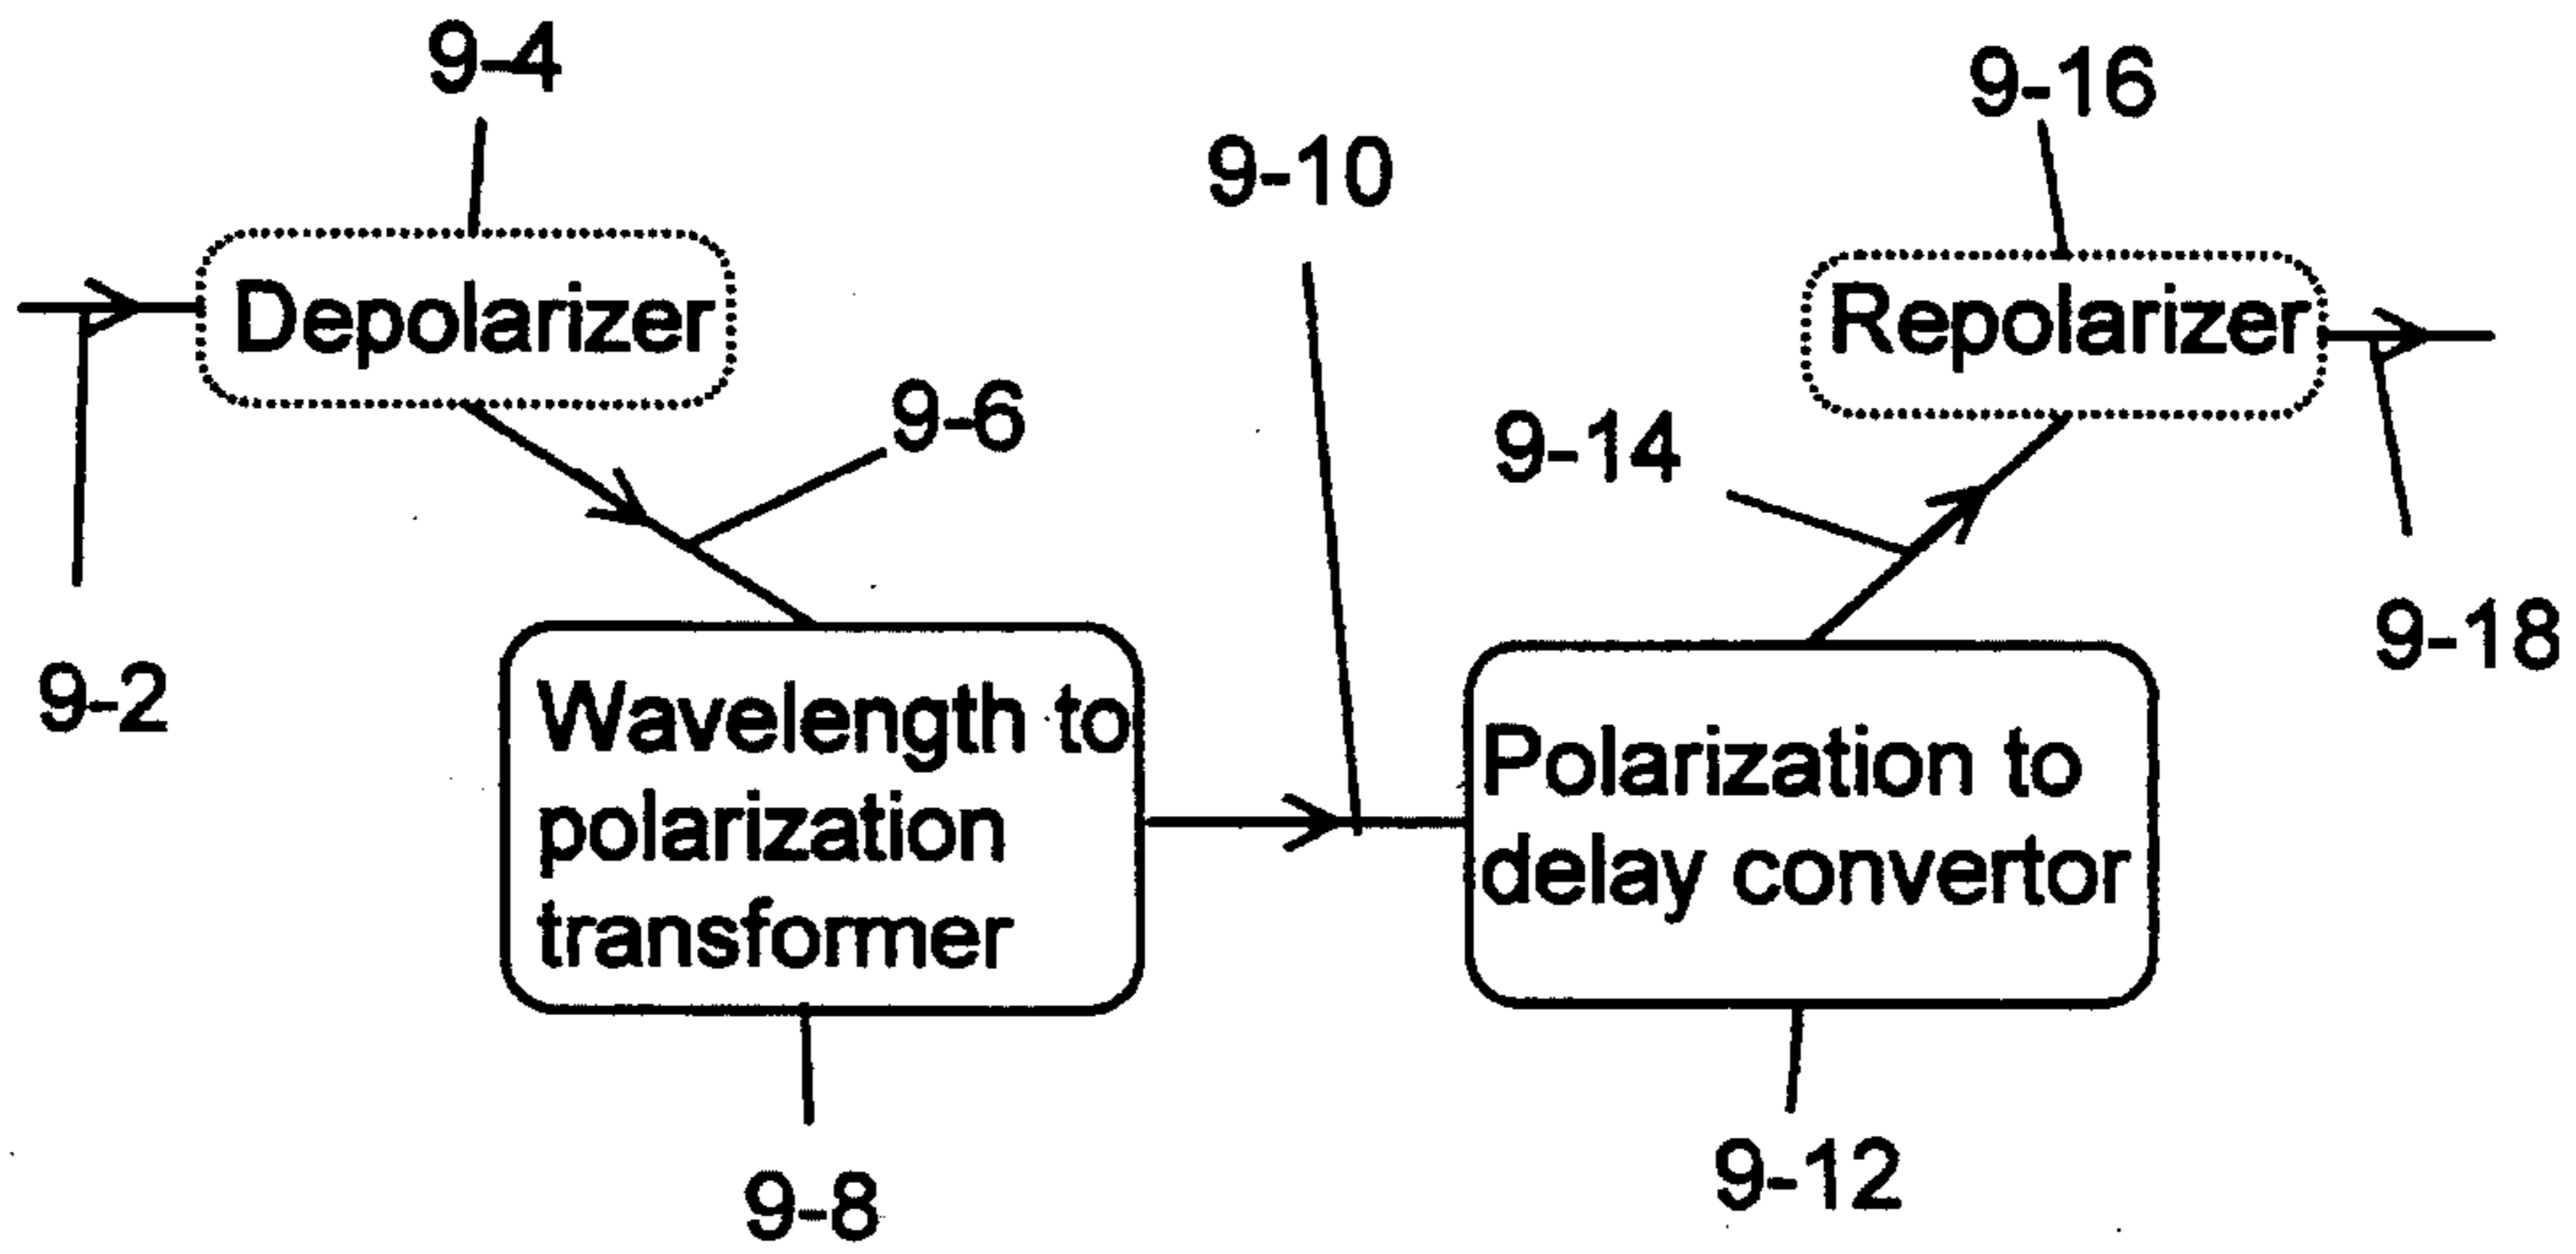 9-4
9-16
9-10
Depolarizer
Repolarizer
9-6
9-14
9-2
9-18
Wavelength to
polarization
transformer
Polarization to
delay convertor
9-8
9-12